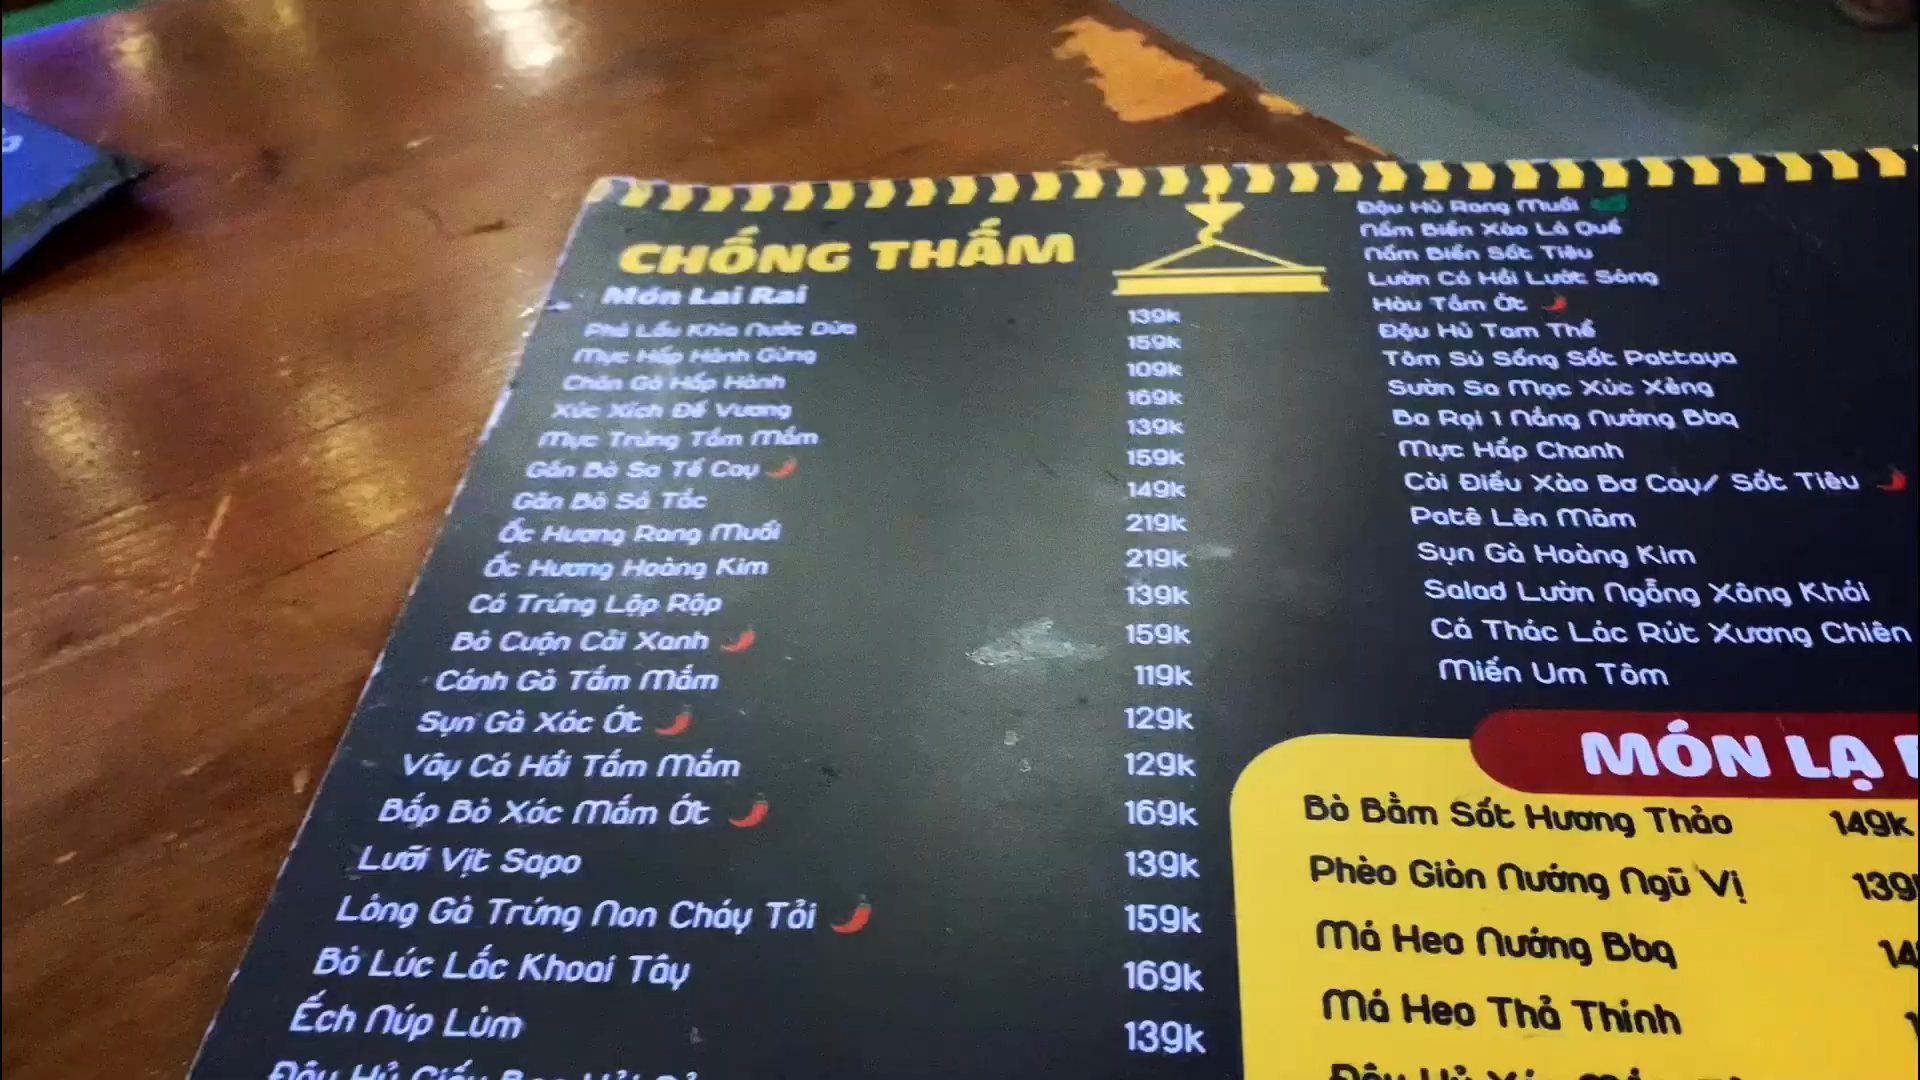 CHỐNG THẤM
Món Lai Rai
Phá Lấu Khìa Nước Dừa
139k
Mực Hấp Hành Gừng
159k
Chân Gà Hấp Hành
109k
Xúc Xích Đế Vương
169k
Mực Trứng Tắm Mắm
139k
Gân Bò Sa Tế Cay
159k
Gân Bò Sả Tắc
149k
Ốc Hương Rang Muối
219k
Ốc Hương Hoàng Kim
219k
Cá Trứng Lộp Rộp
139k
Bò Cuộn Cải Xanh
159k
Cánh Gà Tắm Mắm
119k
Sụn Gà Xóc Ớt
129k
Vây Cá Hồi Tắm Mắm
129k
Bắp Bò Xóc Mắm Ớt
169k
Lưỡi Vịt Sapo
139k
Lòng Gà Trứng Non Cháy Tỏi
159k
Bò Lúc Lắc Khoai Tây
169k
Ếch Núp Lùm
139k
Đậu Hủ Rang Muối
Nấm Biển Xào Lá Quế
Nấm Biển Sốt Tiêu
Lườn Cá Hồi Lướt Sóng
Hàu Tắm Ớt
Đậu Hủ Tam Thể
Tôm Sú Sống Sốt Pattaya
Sườn Sa Mạc Xúc Xẻng
Ba Rọi 1 Nắng Nướng Bbq
Mực Hấp Chanh
Còi Điếu Xào Bơ Cay/ Sốt Tiêu
Patê Lên Mâm
Sụn Gà Hoàng Kim
Salad Lườn Ngỗng Xông Khói
Cá Thác Lác Rút Xương Chiên
Miến Um Tôm
MÓN LẠ
Bò Bằm Sốt Hương Thảo
149k
Phèo Giòn Nướng Ngũ Vị
139
Má Heo Nướng Bbq
14
Má Heo Thả Thính